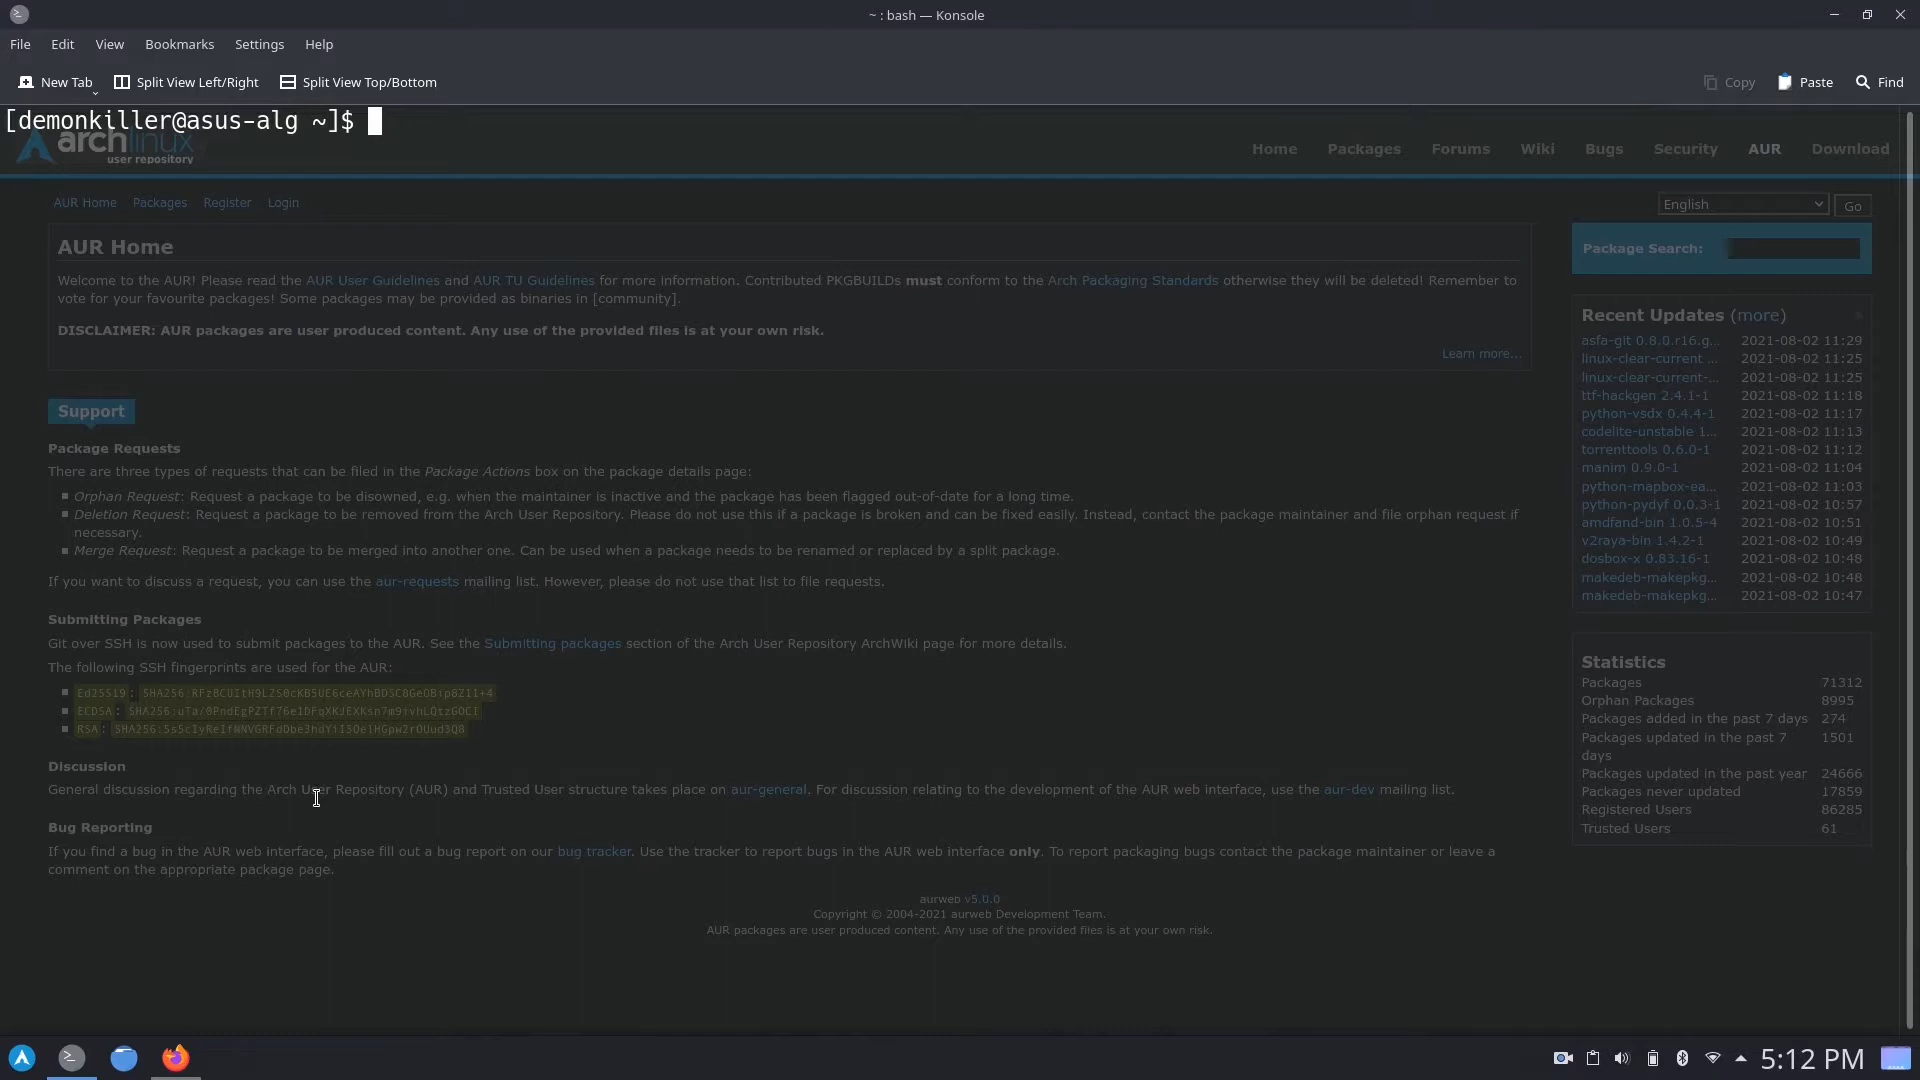 ~ : bash — Konsole
File Edit View Bookmarks Settings Help
New Tab Split View Left/Right Split View Top/Bottom Copy Paste Find
[demonkiller@asus-alg ~]$
archlinux
user repository
Home Packages Forums Wiki Bugs Security AUR Download
AUR Home Packages Register Login
English Go
AUR Home
Welcome to the AUR! Please read the AUR User Guidelines and AUR TU Guidelines for more information. Contributed PKGBUILDs must conform to the Arch Packaging Standards otherwise they will be deleted! Remember to
vote for your favourite packages! Some packages may be provided as binaries in [community].
DISCLAIMER: AUR packages are user produced content. Any use of the provided files is at your own risk.
Learn more...
Support
Package Requests
There are three types of requests that can be filed in the Package Actions box on the package details page:
Orphan Request: Request a package to be disowned, e.g. when the maintainer is inactive and the package has been flagged out-of-date for a long time.
Deletion Request: Request a package to be removed from the Arch User Repository. Please do not use this if a package is broken and can be fixed easily. Instead, contact the package maintainer and file orphan request if
necessary.
Merge Request: Request a package to be merged into another one. Can be used when a package needs to be renamed or replaced by a split package.
If you want to discuss a request, you can use the aur-requests mailing list. However, please do not use that list to file requests.
Submitting Packages
Git over SSH is now used to submit packages to the AUR. See the Submitting packages section of the Arch User Repository ArchWiki page for more details.
The following SSH fingerprints are used for the AUR:
Ed25519:
ECDSA:
RSA:
Discussion
General discussion regarding the Arch User Repository (AUR) and Trusted User structure takes place on aur-general. For discussion relating to the development of the AUR web interface, use the aur-dev mailing list.
Bug Reporting
If you find a bug in the AUR web interface, please fill out a bug report on our bug tracker. Use the tracker to report bugs in the AUR web interface only. To report packaging bugs contact the package maintainer or leave a
comment on the appropriate package page.
Package Search:
Recent Updates (more)
asfa-git 0.8.0.r16.g... 2021-08-02 11:29
linux-clear-current ... 2021-08-02 11:25
linux-clear-current-... 2021-08-02 11:25
ttf-hackgen 2.4.1-1 2021-08-02 11:18
python-vsdx 0.4.4-1 2021-08-02 11:17
codelite-unstable 1... 2021-08-02 11:13
torrenttools 0.6.0-1 2021-08-02 11:12
manim 0.9.0-1 2021-08-02 11:04
python-mapbox-ea... 2021-08-02 11:03
python-pydyf 0.0.3-1 2021-08-02 10:57
amdfand-bin 1.0.5-4 2021-08-02 10:51
v2raya-bin 1.4.2-1 2021-08-02 10:49
dosbox-x 0.83.16-1 2021-08-02 10:48
makedeb-makepkg... 2021-08-02 10:48
makedeb-makepkg... 2021-08-02 10:47
Statistics
Packages 71312
Orphan Packages 8995
Packages added in the past 7 days 274
Packages updated in the past 7 1501
days
Packages updated in the past year 24666
Packages never updated 17859
Registered Users 86285
Trusted Users 61
aurweb v5.0.0
Copyright © 2004-2021 aurweb Development Team.
AUR packages are user produced content. Any use of the provided files is at your own risk.
5:12 PM